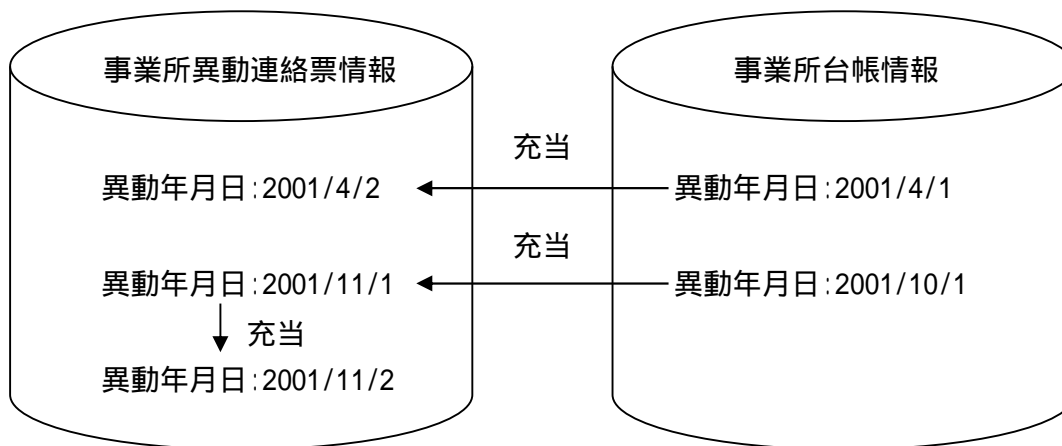 事業所異動連絡票情報
事業所台帳情報
充当
異動年月日:2001/4/2
異動年月日:2001/4/1
充当
異動年月日:2001/11/1
異動年月日:2001/10/1
充当
異動年月日:2001/11/2